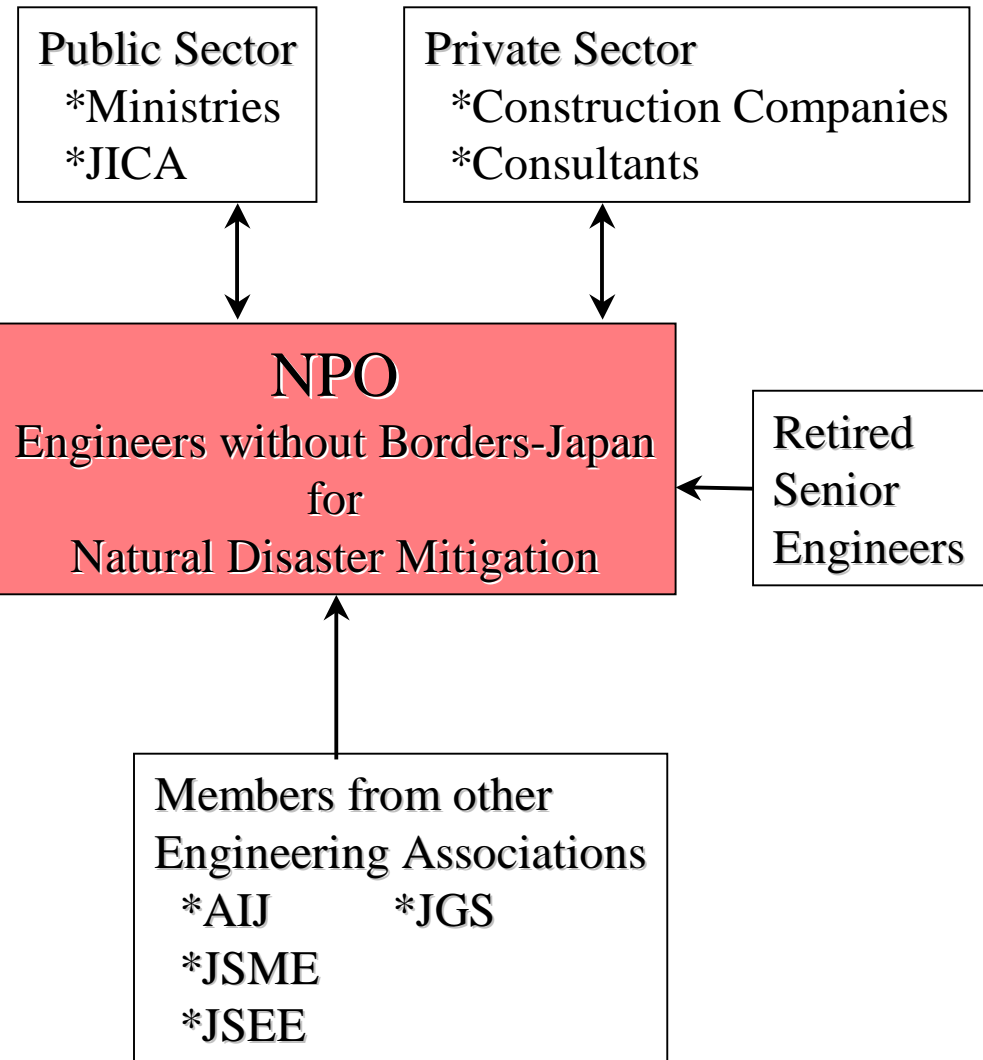 Public Sector
*Ministries
*JICA
Private Sector
*Construction Companies
*Consultants
NPO
Engineers without Borders-Japan
for
Natural Disaster Mitigation
Retired
Senior
Engineers
Members from other
Engineering Associations
*AIJ *JGS
*JSME
*JSEE